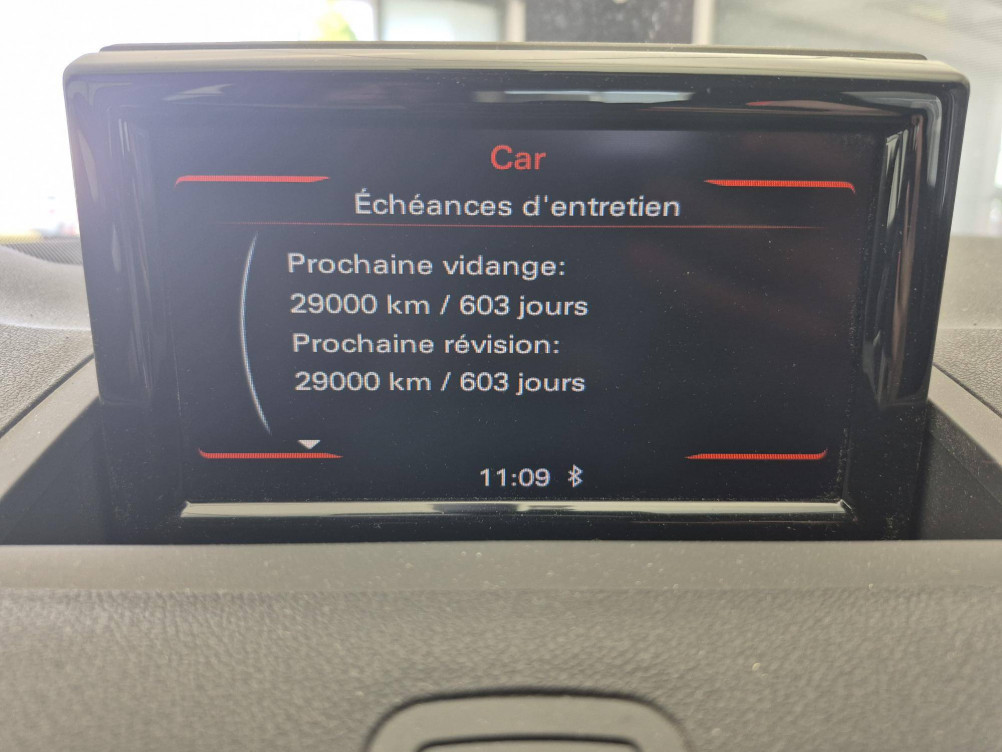 Car
Échéances d'entretien
Prochaine vidange:
29000 km / 603 jours
Prochaine révision:
29000 km / 603 jours
11:09